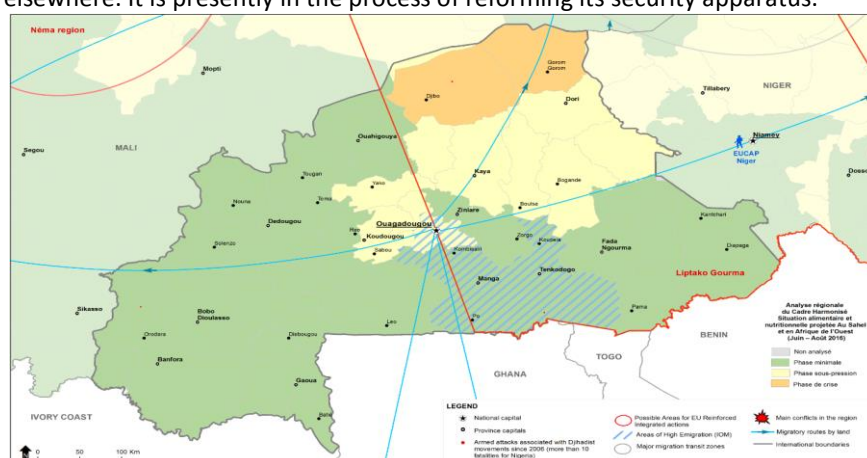 elsewhere. It is presently in the process of reforming its security apparatus.
Néma region
Mopti
Gorom
Gorom
Djibo
Dori
Tillabery
NIGER
Niamey
EUCAP
Niger
Dosso
Ouahigouya
Segou
MALI
Tougan
Yako
Kaya
Bogande
Nouna
Toma
Boulsa
Dedougou
Ziniare
Kantchari
Ouagadougou
Koudougou
Solenzo
Sabou
Kombissiri
Zorgo
Koupela
Fada
Ngourma
Diapaga
Manga
Tenkodogo
Liptako Gourma
Sikasso
Bobo
Dioulasso
Leo
Po
Pama
Orodara
Diebougou
Banfora
Gaoua
Batie
IVORY COAST
GHANA
TOGO
BENIN
Analyse régionale
du Cadre Harmonisé
Situation alimentaire et
nutritionnelle projetée Au Sahel
et en Afrique de l'Ouest
(Juin – Août 2016)
Non analysé
Phase minimale
Phase sous-pression
Phase de crise
LEGEND
National capital
Province capitals
Armed attacks associated with Djihadist
movements since 2006 (more than 10
fatalities for Nigeria)
Possible Areas for EU Reinforced
Integrated actions
Areas of High Emigration (IOM)
Major migration transit zones
Main conflicts in the region
Migratory routes by land
International boundaries
0 50 100 Km